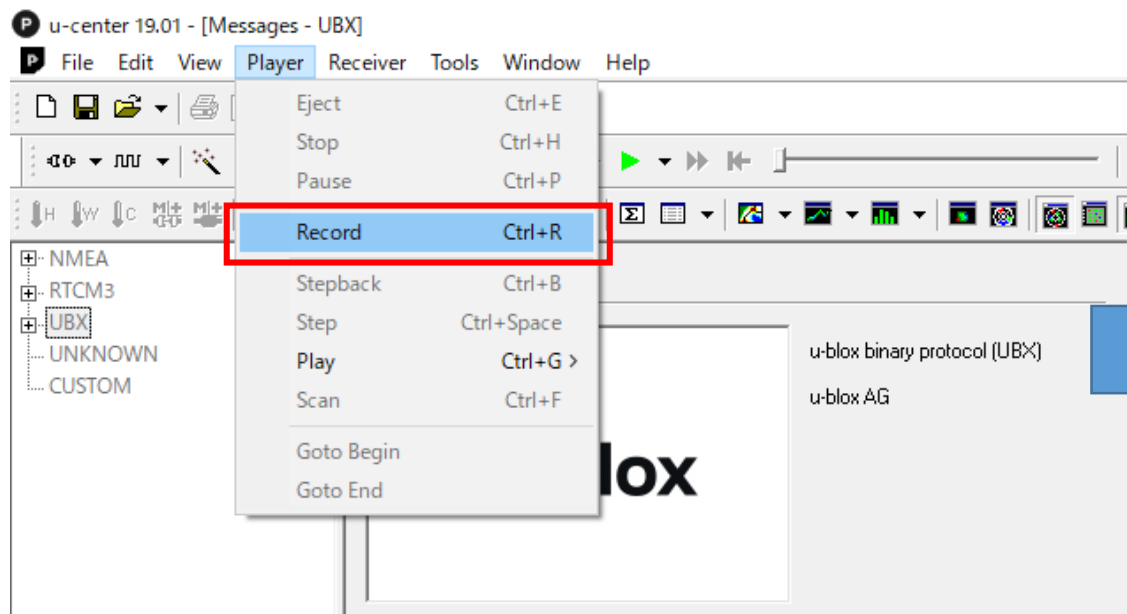 u-center 19.01 - [Messages - UBX]
File Edit View Player Receiver Tools Window Help
Eject Ctrl+E
Stop Ctrl+H
Pause Ctrl+P
Record Ctrl+R
Stepback Ctrl+B
Step Ctrl+Space
Play Ctrl+G >
Scan Ctrl+F
Goto Begin
Goto End
H W C
NMEA
RTCM3
UBX
UNKNOWN
CUSTOM
lox
u-blox binary protocol (UBX)
u-blox AG